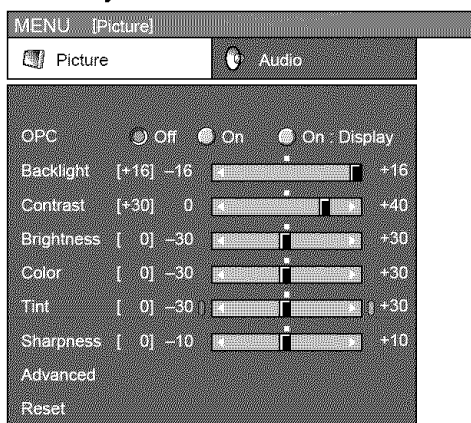 MENU [Picture]
Picture Audio
OPC Off On On : Display
Backlight [+16] –16 +16
Contrast [+30] 0 +40
Brightness [ 0] –30 +30
Color [ 0] –30 +30
Tint [ 0] –30 +30
Sharpness [ 0] –10 +10
Advanced
Reset